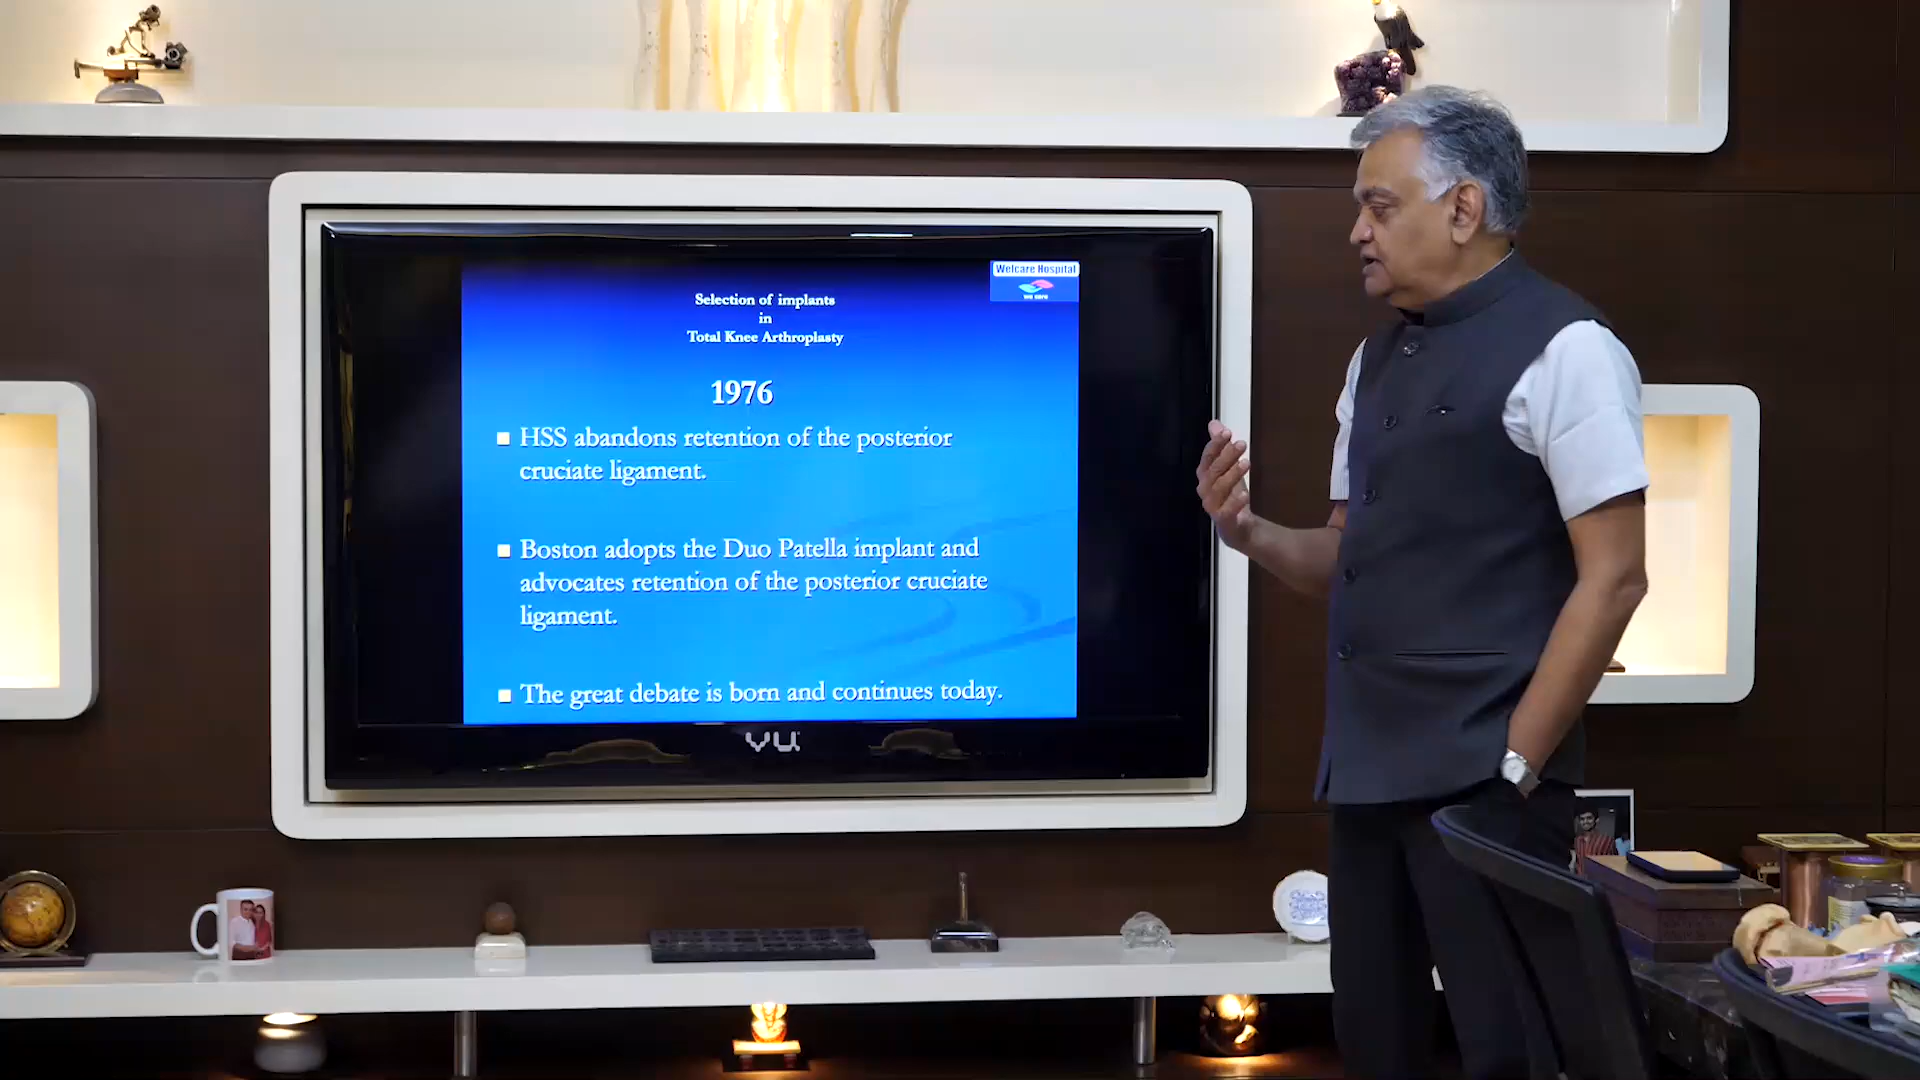 Welcare Hospital
we care
Selection of implants
in
Total Knee Arthroplasty
1976
HSS abandons retention of the posterior
cruciate ligament.
Boston adopts the Duo Patella implant and
advocates retention of the posterior cruciate
ligament.
The great debate is born and continues today.
VU